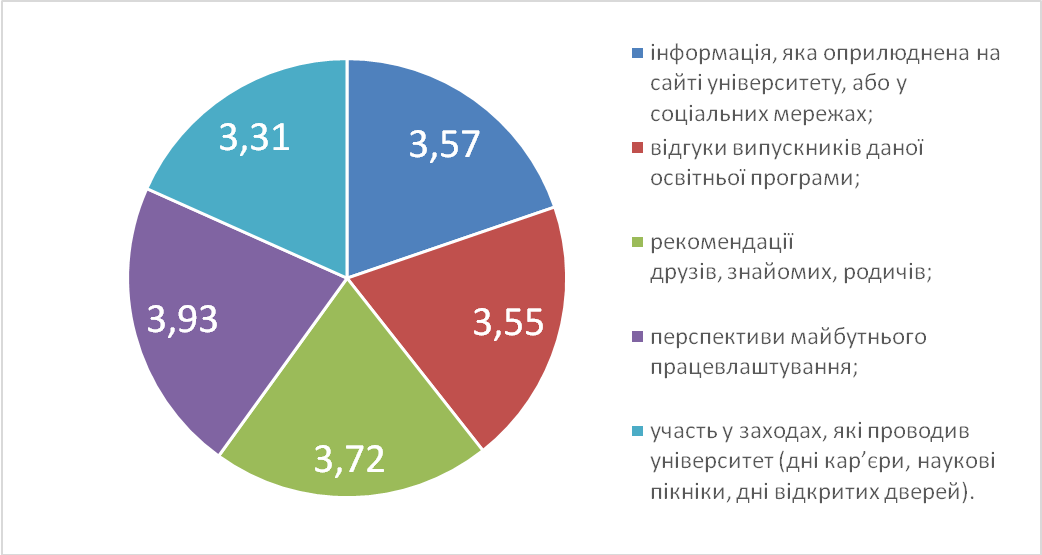 3,31
3,57
3,93
3,55
3,72
інформація, яка оприлюднена на
сайті університету, або у
соціальних мережах;
відгуки випускників даної
освітньої програми;
рекомендації
друзів, знайомих, родичів;
перспективи майбутнього
працевлаштування;
участь у заходах, які проводив
університет (дні кар’єри, наукові
пікніки, дні відкритих дверей).